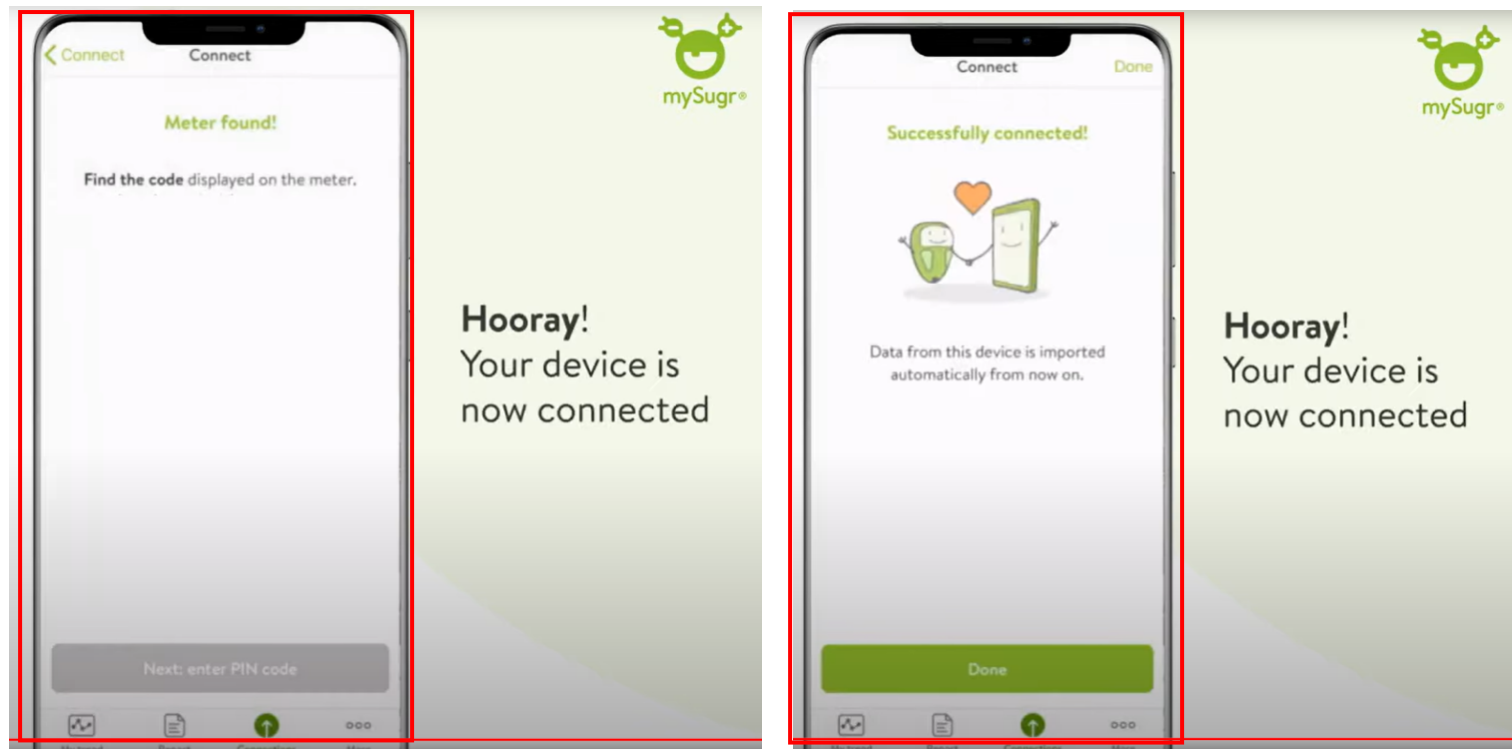 Connect
Connect
Meter found!
Find the code displayed on the meter.
Next: enter PIN code
mySugr®
Hooray!
Your device is
now connected
Connect
Done
Successfully connected!
Data from this device is imported
automatically from now on.
Done
mySugr®
Hooray!
Your device is
now connected